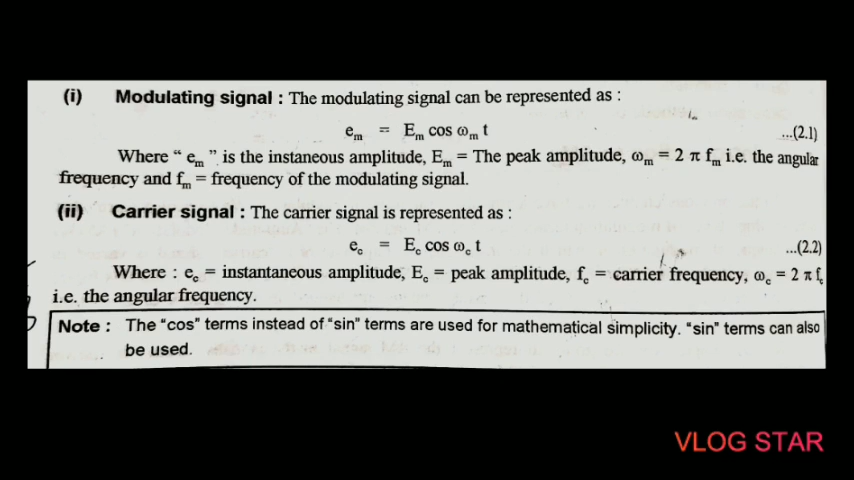 (i) Modulating signal : The modulating signal can be represented as :
eₘ = Eₘ cos ωₘ t ...(2.1)
Where “ eₘ ” is the instaneous amplitude, Eₘ = The peak amplitude, ωₘ = 2 π fₘ i.e. the angular
frequency and fₘ = frequency of the modulating signal.
(ii) Carrier signal : The carrier signal is represented as :
e꜀ = E꜀ cos ω꜀ t ...(2.2)
Where : e꜀ = instantaneous amplitude, E꜀ = peak amplitude, f꜀ = carrier frequency, ω꜀ = 2 π f꜀
i.e. the angular frequency.
Note : The "cos" terms instead of "sin" terms are used for mathematical simplicity. "sin" terms can also
be used.
VLOG STAR